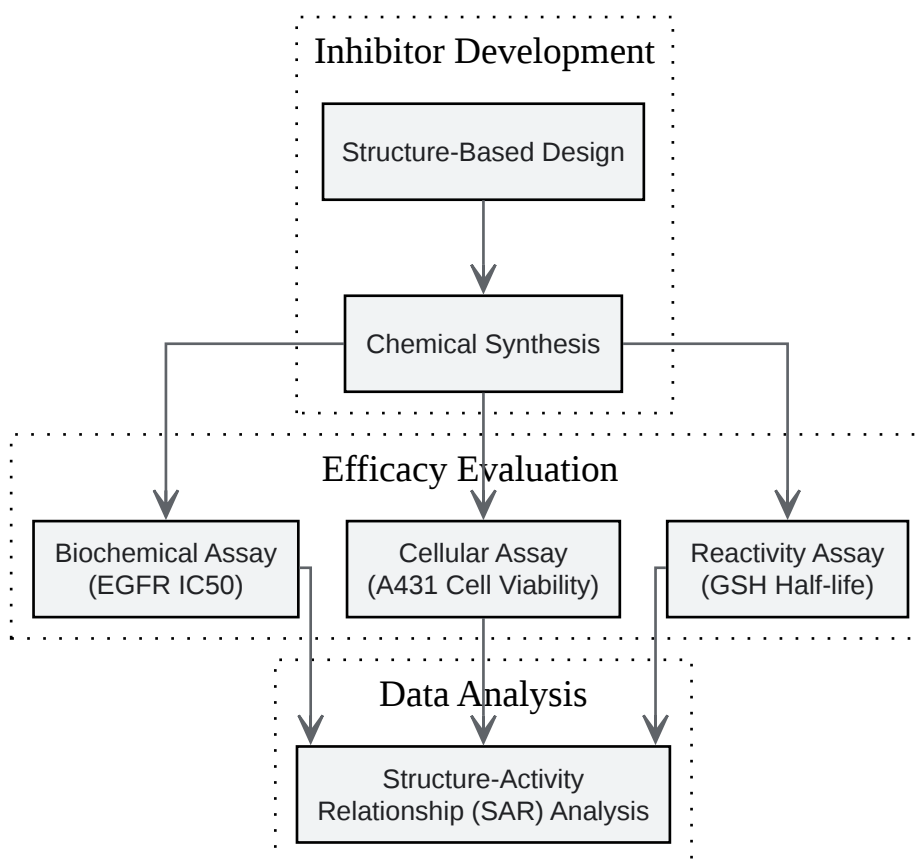 Inhibitor Development
Structure-Based Design
Chemical Synthesis
Efficacy Evaluation
Biochemical Assay
(EGFR IC50)
Cellular Assay
(A431 Cell Viability)
Reactivity Assay
(GSH Half-life)
Data Analysis
Structure-Activity
Relationship (SAR) Analysis